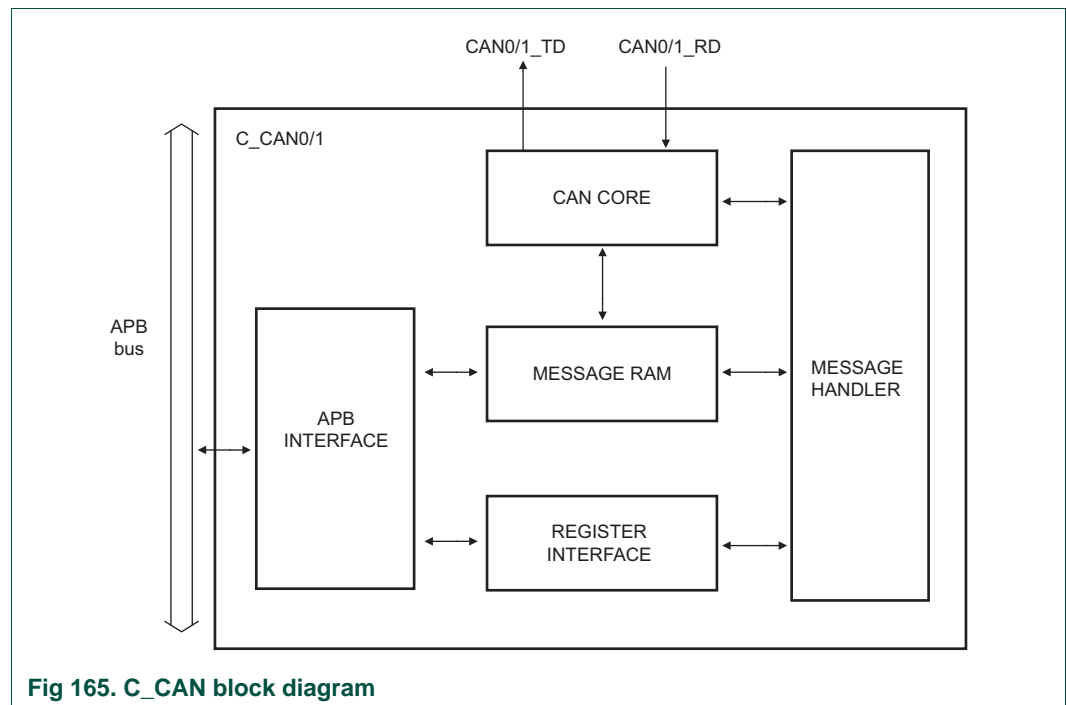 CAN0/1_TD
CAN0/1_RD
C_CAN0/1
CAN CORE
APB
bus
MESSAGE RAM
MESSAGE
HANDLER
APB
INTERFACE
REGISTER
INTERFACE
Fig 165. C_CAN block diagram